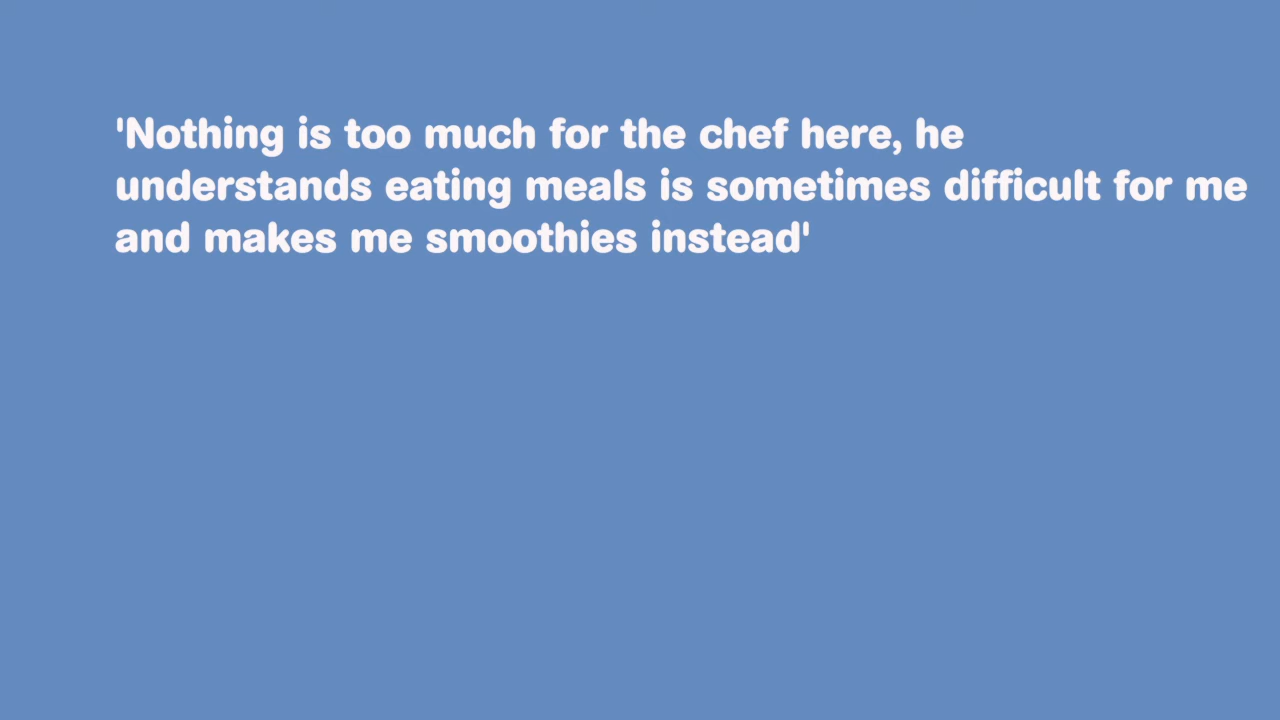 'Nothing is too much for the chef here, he
understands eating meals is sometimes difficult for me
and makes me smoothies instead'